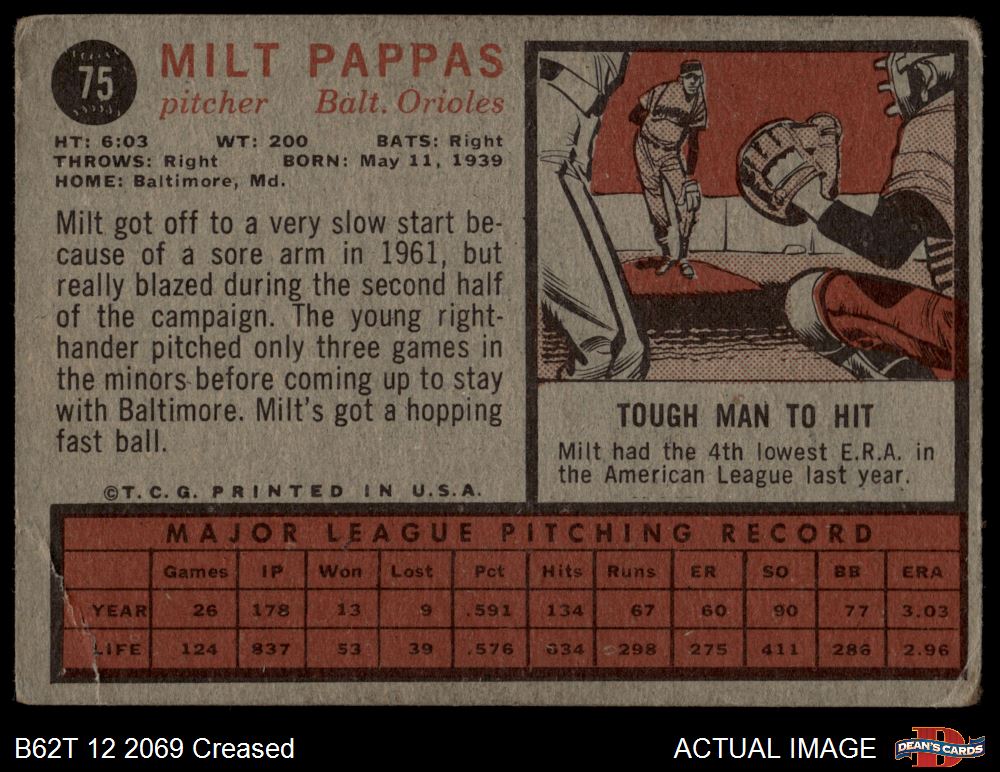 75
MILT PAPPAS
pitcher Balt. Orioles
HT: 6:03 WT: 200 BATS: Right
THROWS: Right BORN: May 11, 1939
HOME: Baltimore, Md.
Milt got off to a very slow start be-
cause of a sore arm in 1961, but
really blazed during the second half
of the campaign. The young right-
hander pitched only three games in
the minors before coming up to stay
with Baltimore. Milt's got a hopping
fast ball.
©T. C. G. PRINTED IN U. S. A.
TOUGH MAN TO HIT
Milt had the 4th lowest E.R.A. in
the American League last year.
MAJOR LEAGUE PITCHING RECORD
Games IP Won Lost Pct Hits Runs ER SO BB ERA
YEAR 26 178 13 9 .591 134 67 60 90 77 3.03
LIFE 124 837 53 39 .576 634 298 275 411 286 2.96
B62T 12 2069 Creased
ACTUAL IMAGE
DEAN'S CARDS